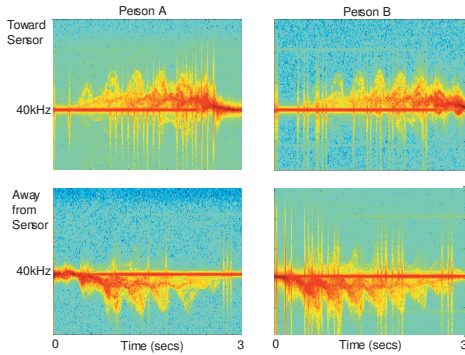 Person A
Person B
Toward
Sensor
40kHz
Away
from
Sensor
40kHz
0
Time (secs)
3
0
Time (secs)
3